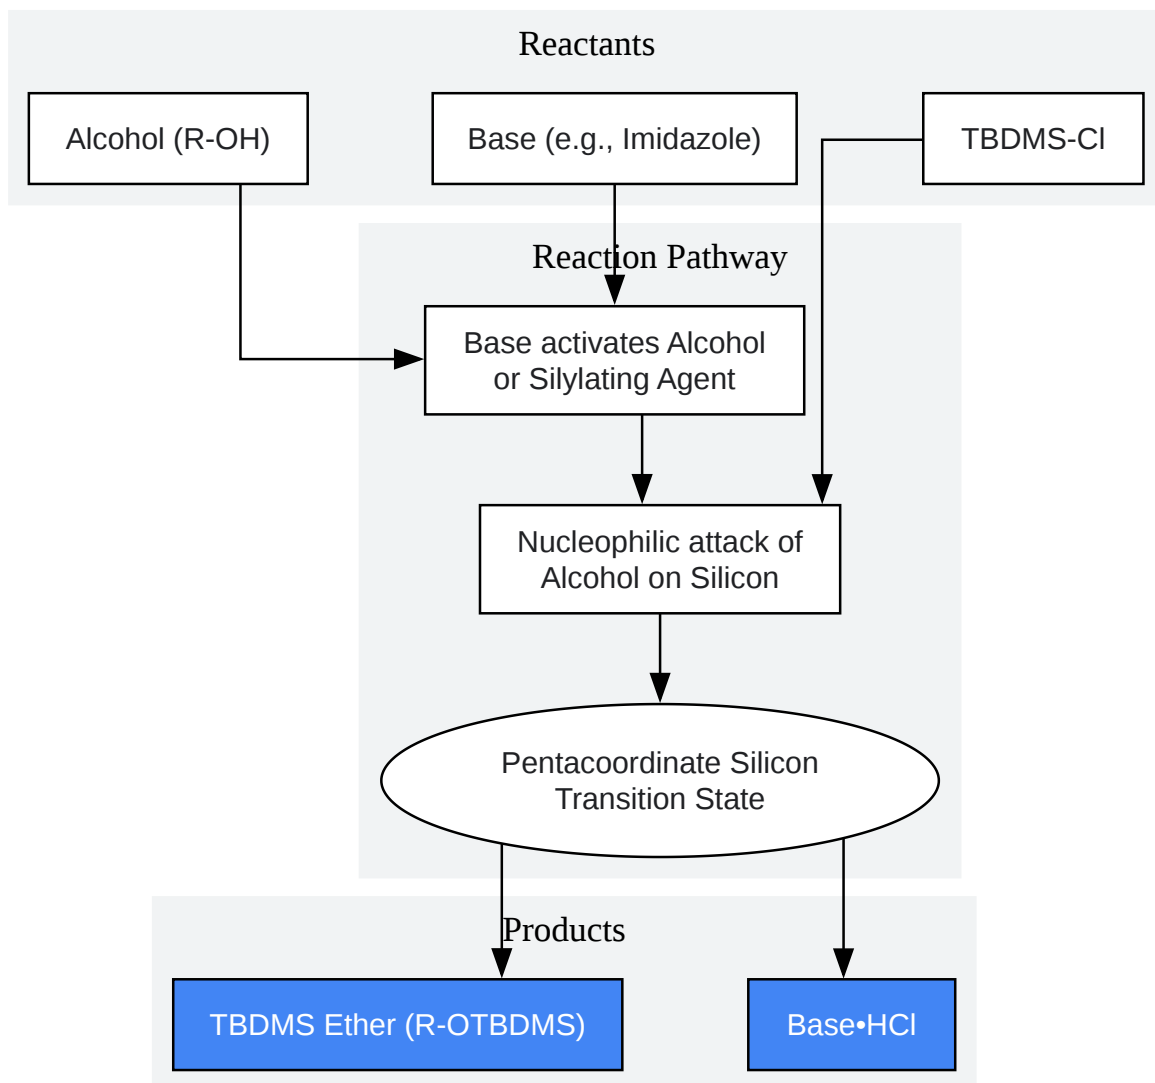 Reactants
Alcohol (R-OH)
Base (e.g., Imidazole)
TBDMS-Cl
Reaction Pathway
Base activates Alcohol
or Silylating Agent
Nucleophilic attack of
Alcohol on Silicon
Pentacoordinate Silicon
Transition State
Products
TBDMS Ether (R-OTBDMS)
Base•HCl